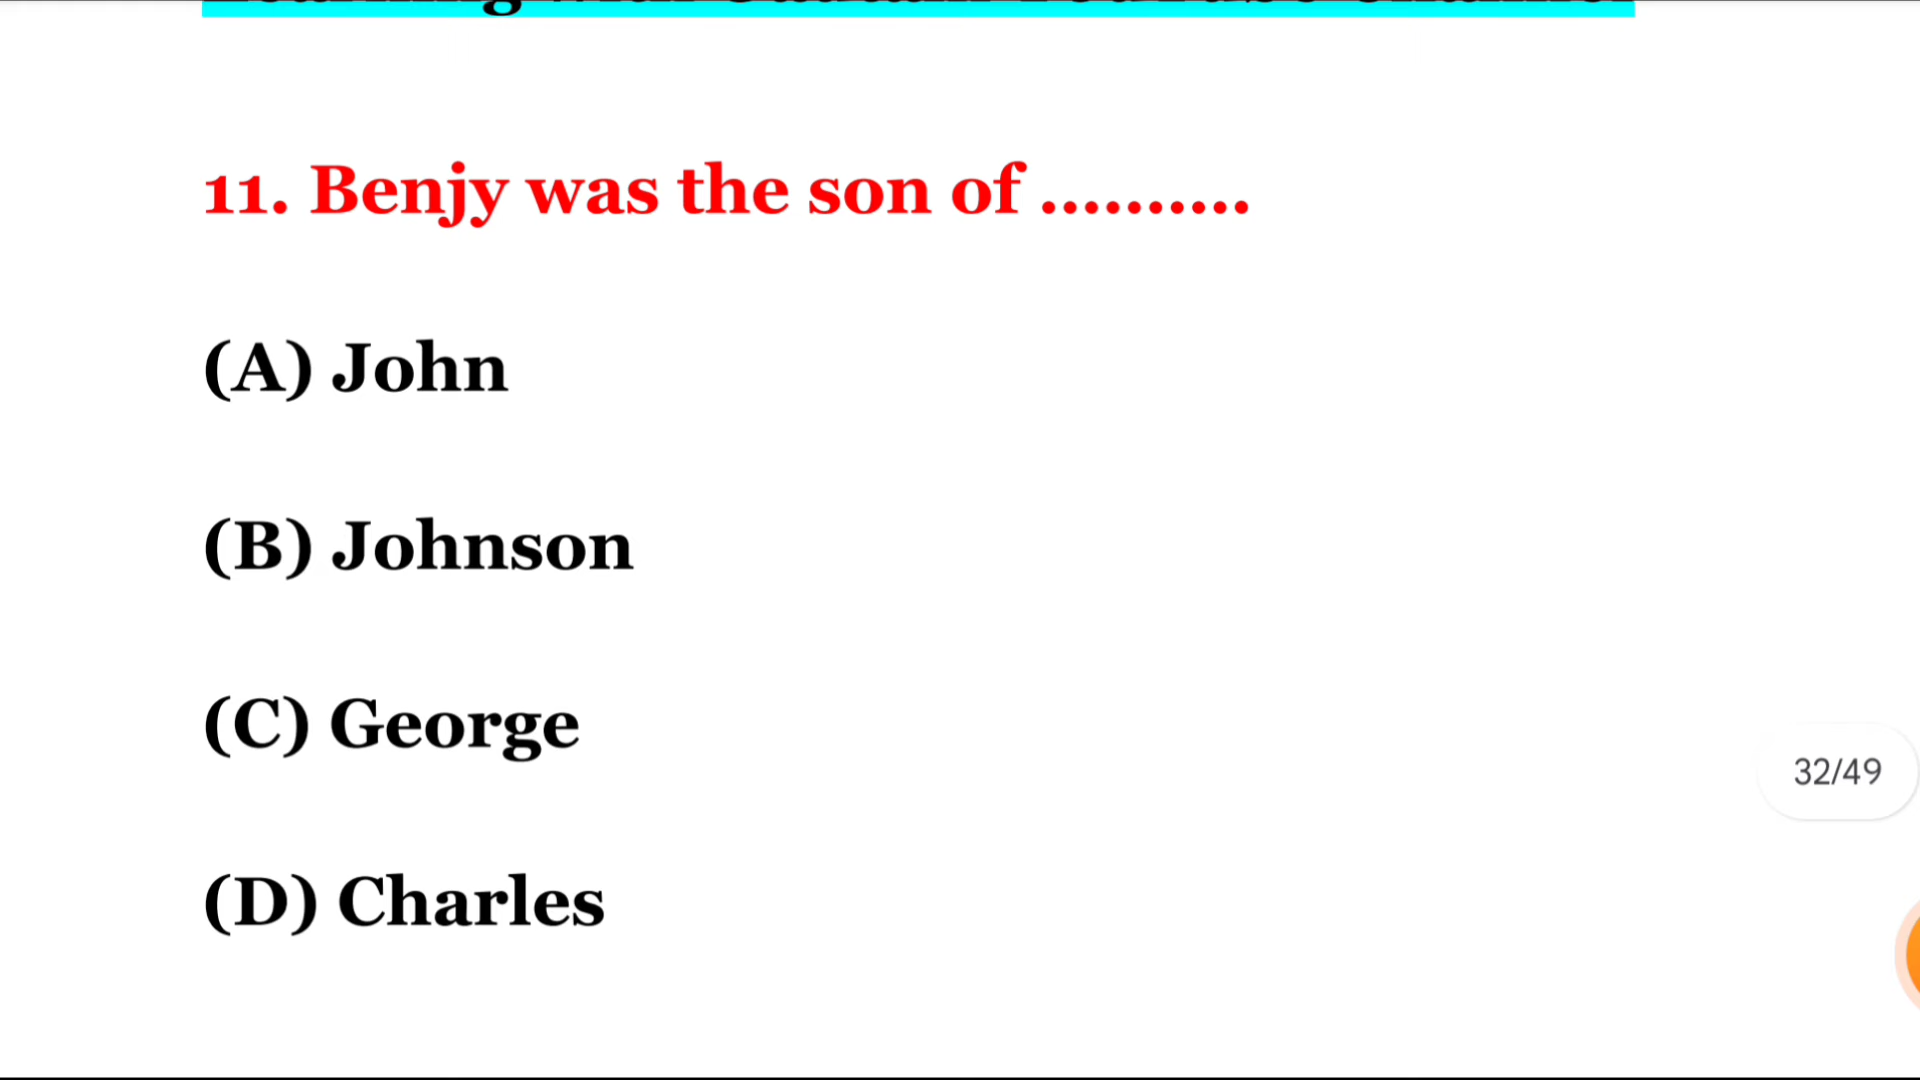 11. Benjy was the son of ..........
(A) John
(B) Johnson
(C) George
(D) Charles
32/49